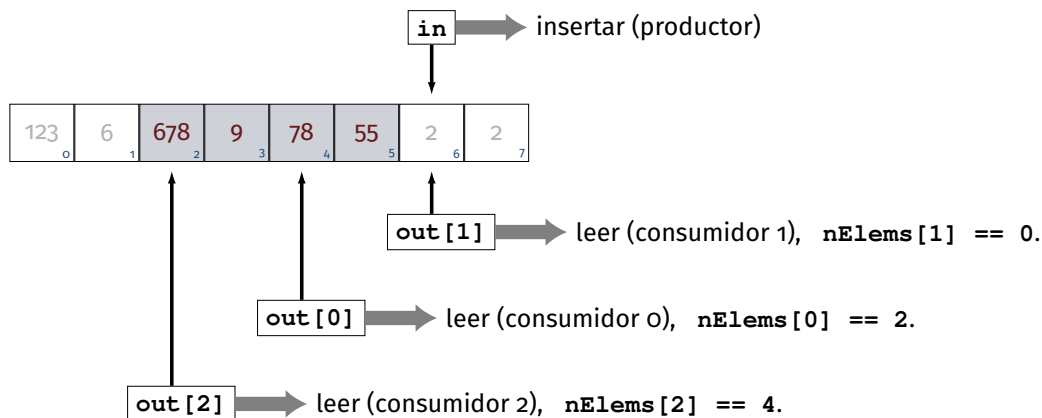 in insertar (productor)
123 6 678 9 78 55 2 2
0 1 2 3 4 5 6 7
out[1] leer (consumidor 1), nElems[1] == 0.
out[0] leer (consumidor 0), nElems[0] == 2.
out[2] leer (consumidor 2), nElems[2] == 4.